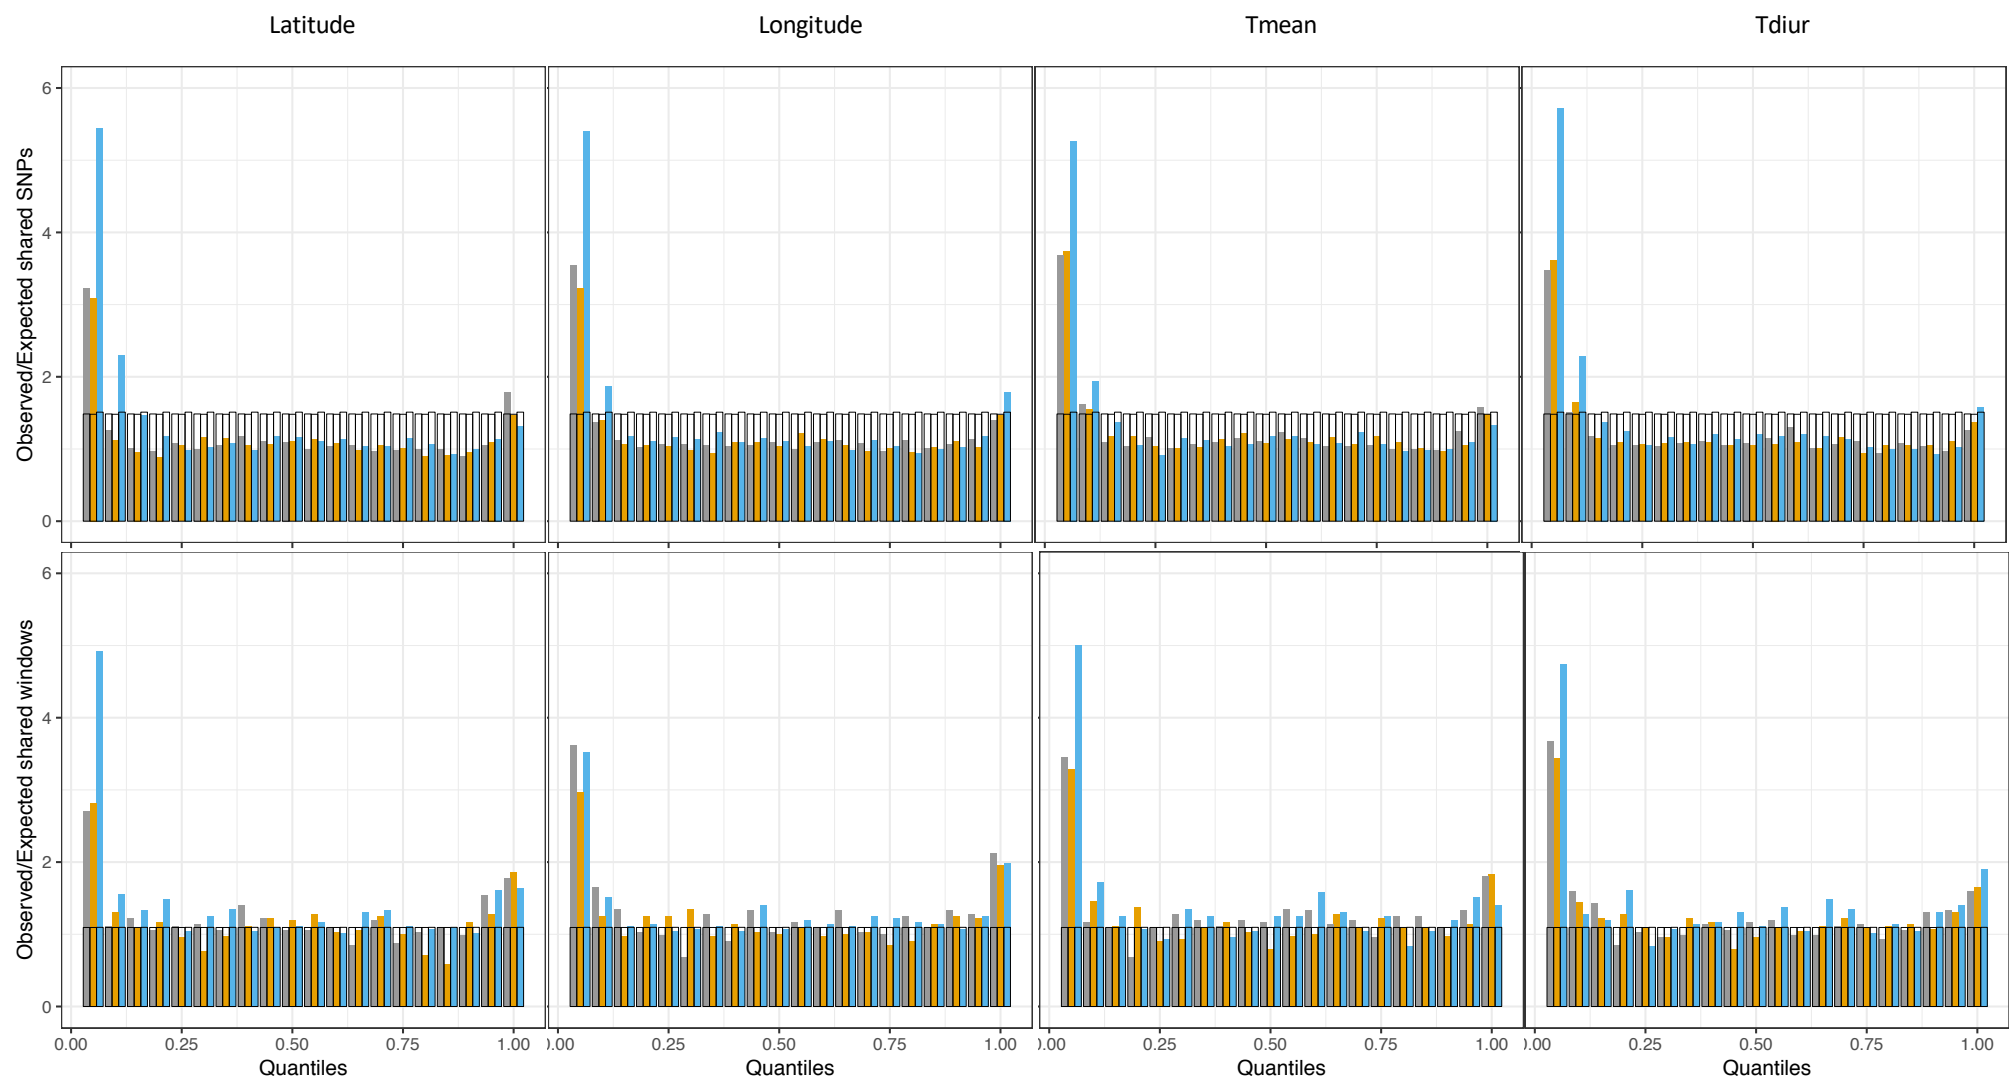 Latitude Longitude Tmean Tdiur
Observed/Expected shared SNPs
6
4
2
0
Observed/Expected shared windows
6
4
2
0
0.00 0.25 0.50 0.75 1.00 0.00 0.25 0.50 0.75 1.00 0.00 0.25 0.50 0.75 1.00 0.00 0.25 0.50 0.75 1.00
Quantiles Quantiles Quantiles Quantiles